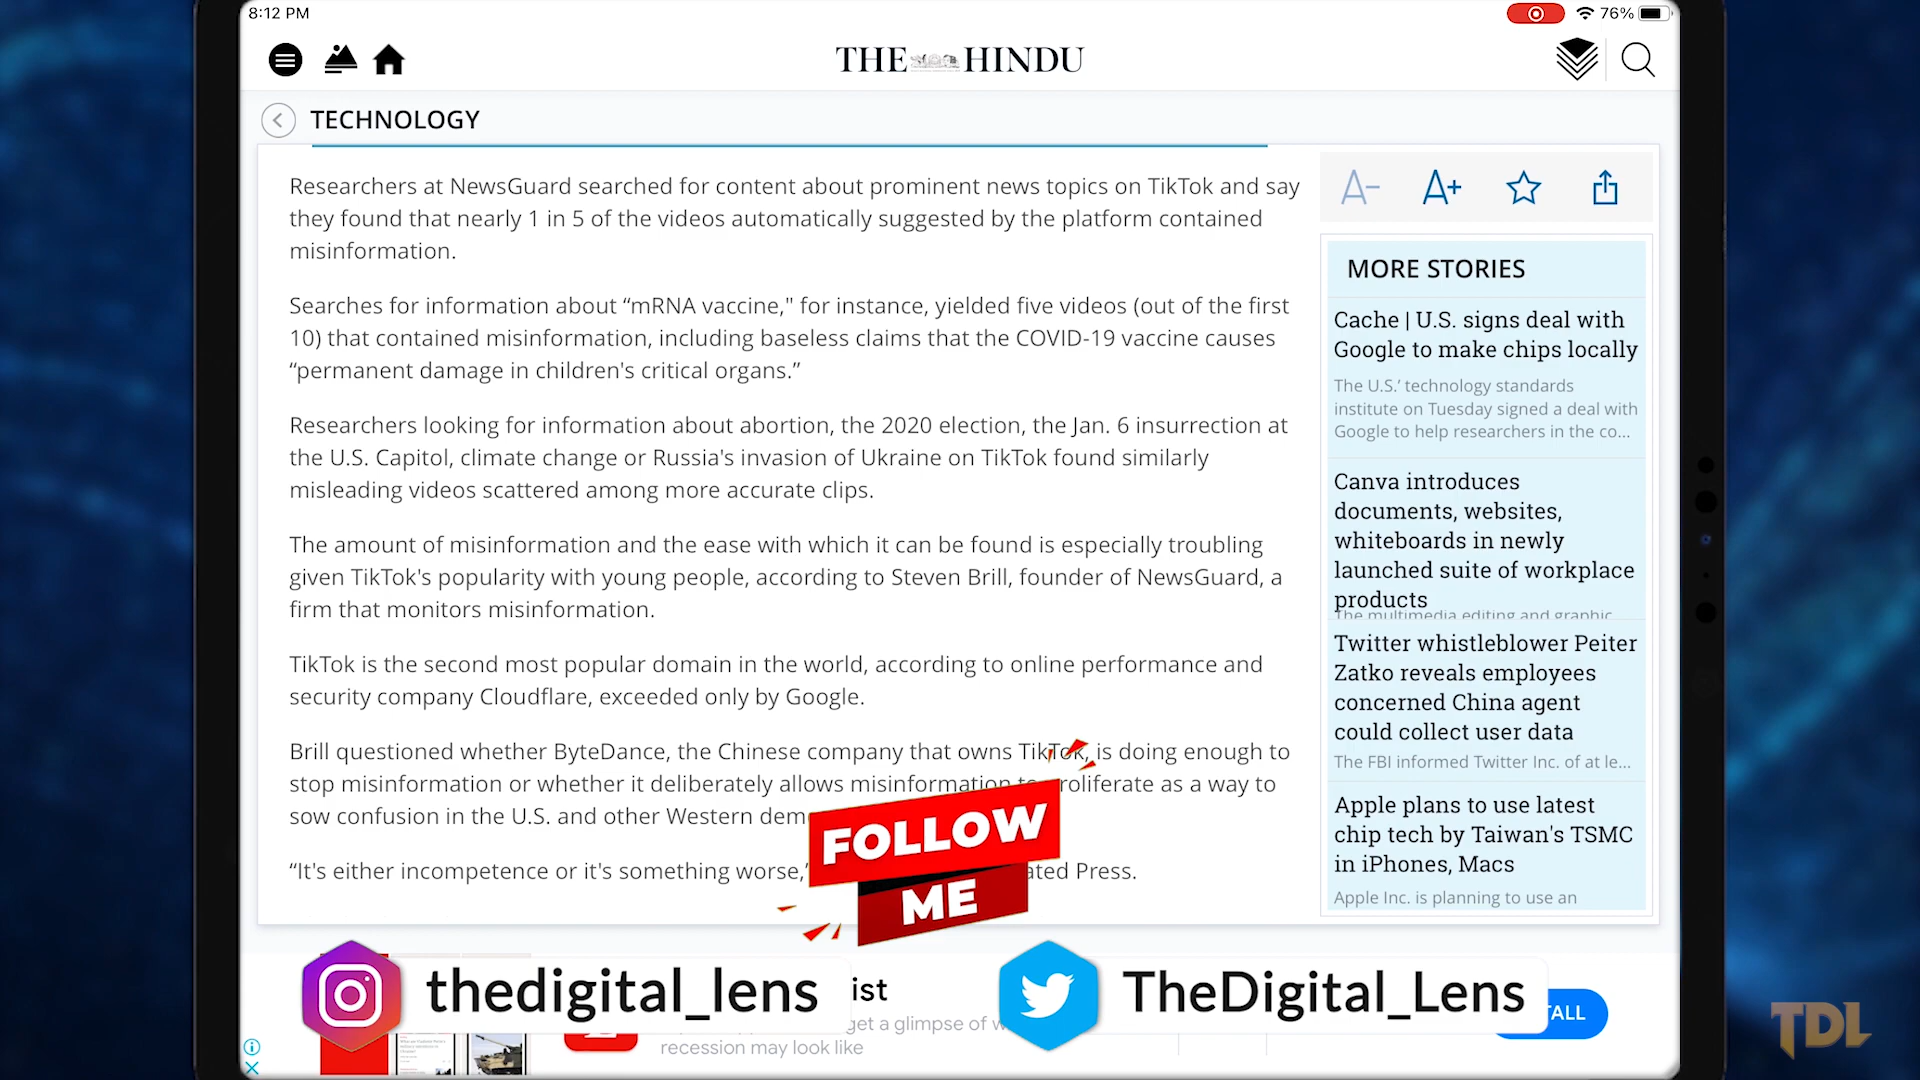 8:12 PM
76%
THE HINDU
TECHNOLOGY
Researchers at NewsGuard searched for content about prominent news topics on TikTok and say
they found that nearly 1 in 5 of the videos automatically suggested by the platform contained
misinformation.
Searches for information about “mRNA vaccine," for instance, yielded five videos (out of the first
10) that contained misinformation, including baseless claims that the COVID-19 vaccine causes
“permanent damage in children's critical organs.”
Researchers looking for information about abortion, the 2020 election, the Jan. 6 insurrection at
the U.S. Capitol, climate change or Russia's invasion of Ukraine on TikTok found similarly
misleading videos scattered among more accurate clips.
The amount of misinformation and the ease with which it can be found is especially troubling
given TikTok's popularity with young people, according to Steven Brill, founder of NewsGuard, a
firm that monitors misinformation.
TikTok is the second most popular domain in the world, according to online performance and
security company Cloudflare, exceeded only by Google.
Brill questioned whether ByteDance, the Chinese company that owns TikTok, is doing enough to
stop misinformation or whether it deliberately allows misinformation to proliferate as a way to
sow confusion in the U.S. and other Western
“It's either incompetence or it's something worse,” Press.
A- A+
MORE STORIES
Cache | U.S. signs deal with
Google to make chips locally
The U.S.’ technology standards
institute on Tuesday signed a deal with
Google to help researchers in the co...
Canva introduces
documents, websites,
whiteboards in newly
launched suite of workplace
products
The multimedia editing and graphic
Twitter whistleblower Peiter
Zatko reveals employees
concerned China agent
could collect user data
The FBI informed Twitter Inc. of at le...
Apple plans to use latest
chip tech by Taiwan's TSMC
in iPhones, Macs
Apple Inc. is planning to use an
FOLLOW
ME
thedigital_lens
TheDigital_Lens
get a glimpse of
recession may look like
TDL